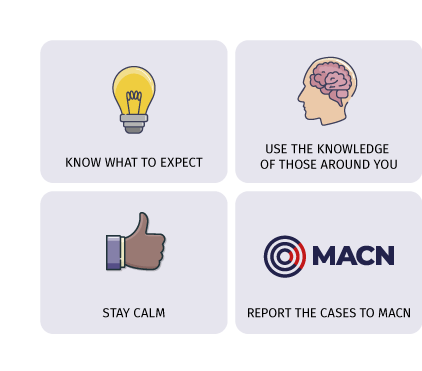 KNOW WHAT TO EXPECT
USE THE KNOWLEDGE
OF THOSE AROUND YOU
STAY CALM
MACN
REPORT THE CASES TO MACN